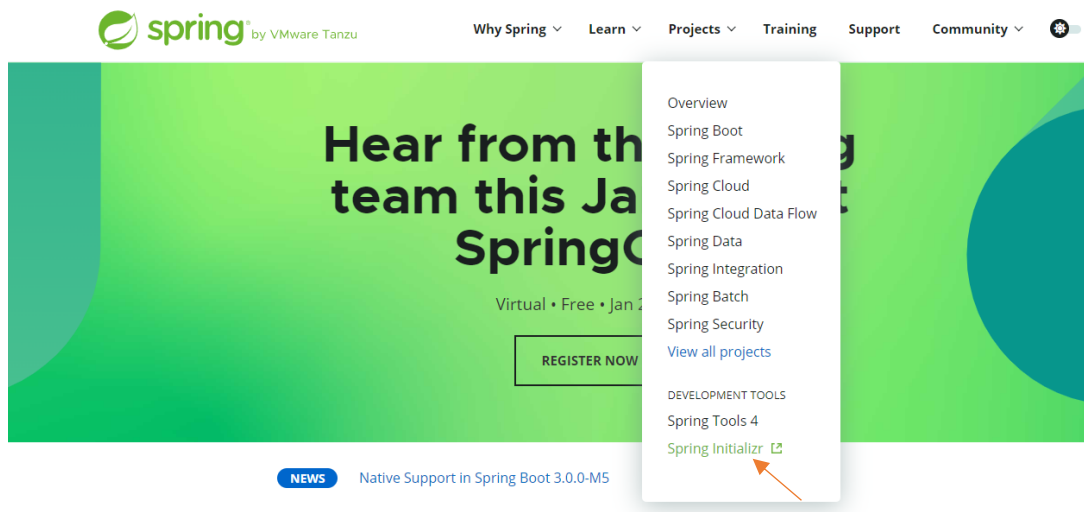 spring by VMware Tanzu
Why Spring Learn Projects Training Support Community
Overview
Spring Boot
Spring Framework
Spring Cloud
Spring Cloud Data Flow
Spring Data
Spring Integration
Spring Batch
Spring Security
View all projects
DEVELOPMENT TOOLS
Spring Tools 4
Spring Initializr
Hear from th g
team this Ja t
Spring
Virtual • Free • Jan
REGISTER NOW
NEWS Native Support in Spring Boot 3.0.0-M5